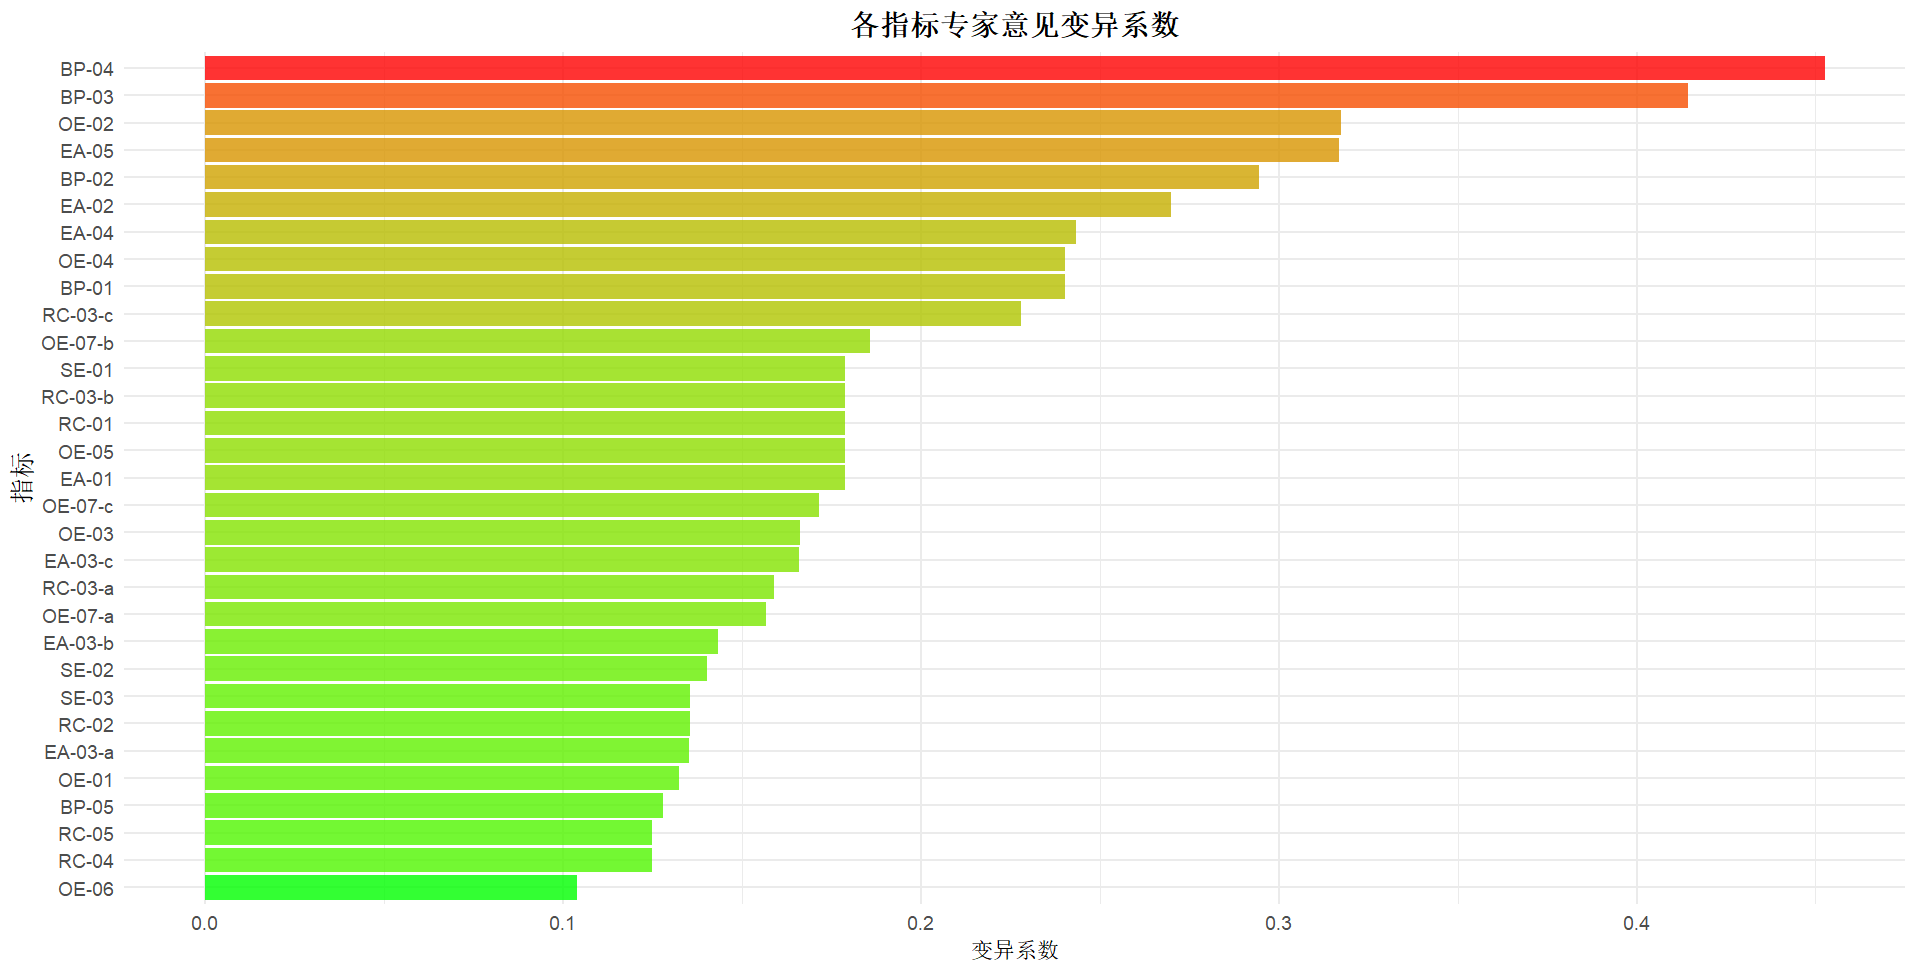 各指标专家意见变异系数
指标
BP-04
BP-03
OE-02
EA-05
BP-02
EA-02
EA-04
OE-04
BP-01
RC-03-c
OE-07-b
SE-01
RC-03-b
RC-01
OE-05
EA-01
OE-07-c
OE-03
EA-03-c
RC-03-a
OE-07-a
EA-03-b
SE-02
SE-03
RC-02
EA-03-a
OE-01
BP-05
RC-05
RC-04
OE-06
0.0 0.1 0.2 0.3 0.4
变异系数